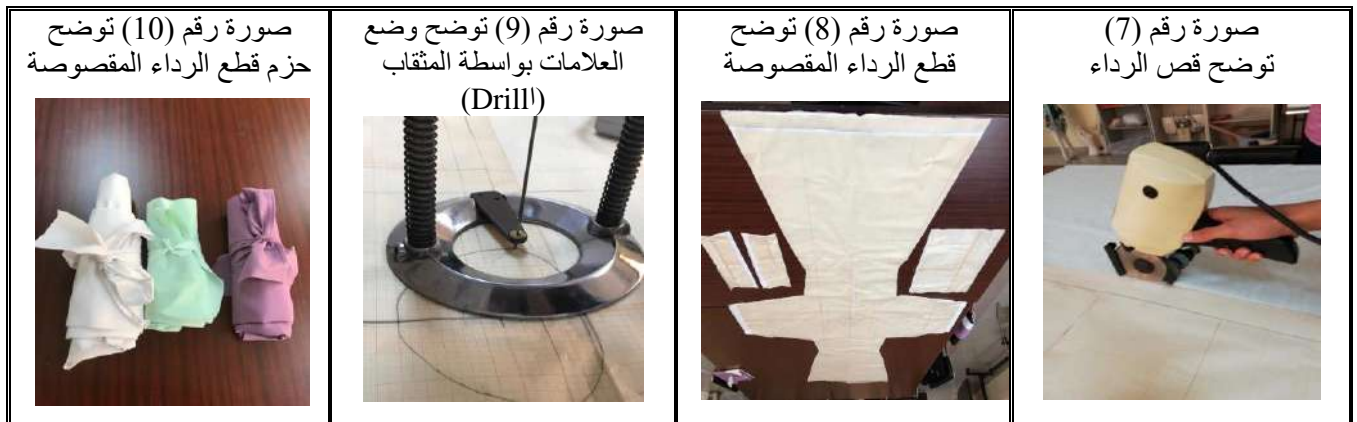 صورة رقم (7)
توضح قص الرداء
صورة رقم (8) توضح
قطع الرداء المقصوصة
صورة رقم (9) توضح وضع
العلامات بواسطة المثقاب
(Drillا)
صورة رقم (10) توضح
حزم قطع الرداء المقصوصة